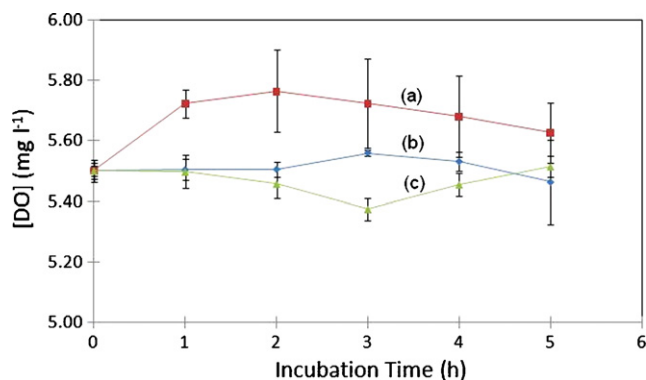 6.00
5.80
5.60
5.40
5.20
5.00
[DO] (mg l-1)
(a)
(b)
(c)
0 1 2 3 4 5 6
Incubation Time (h)